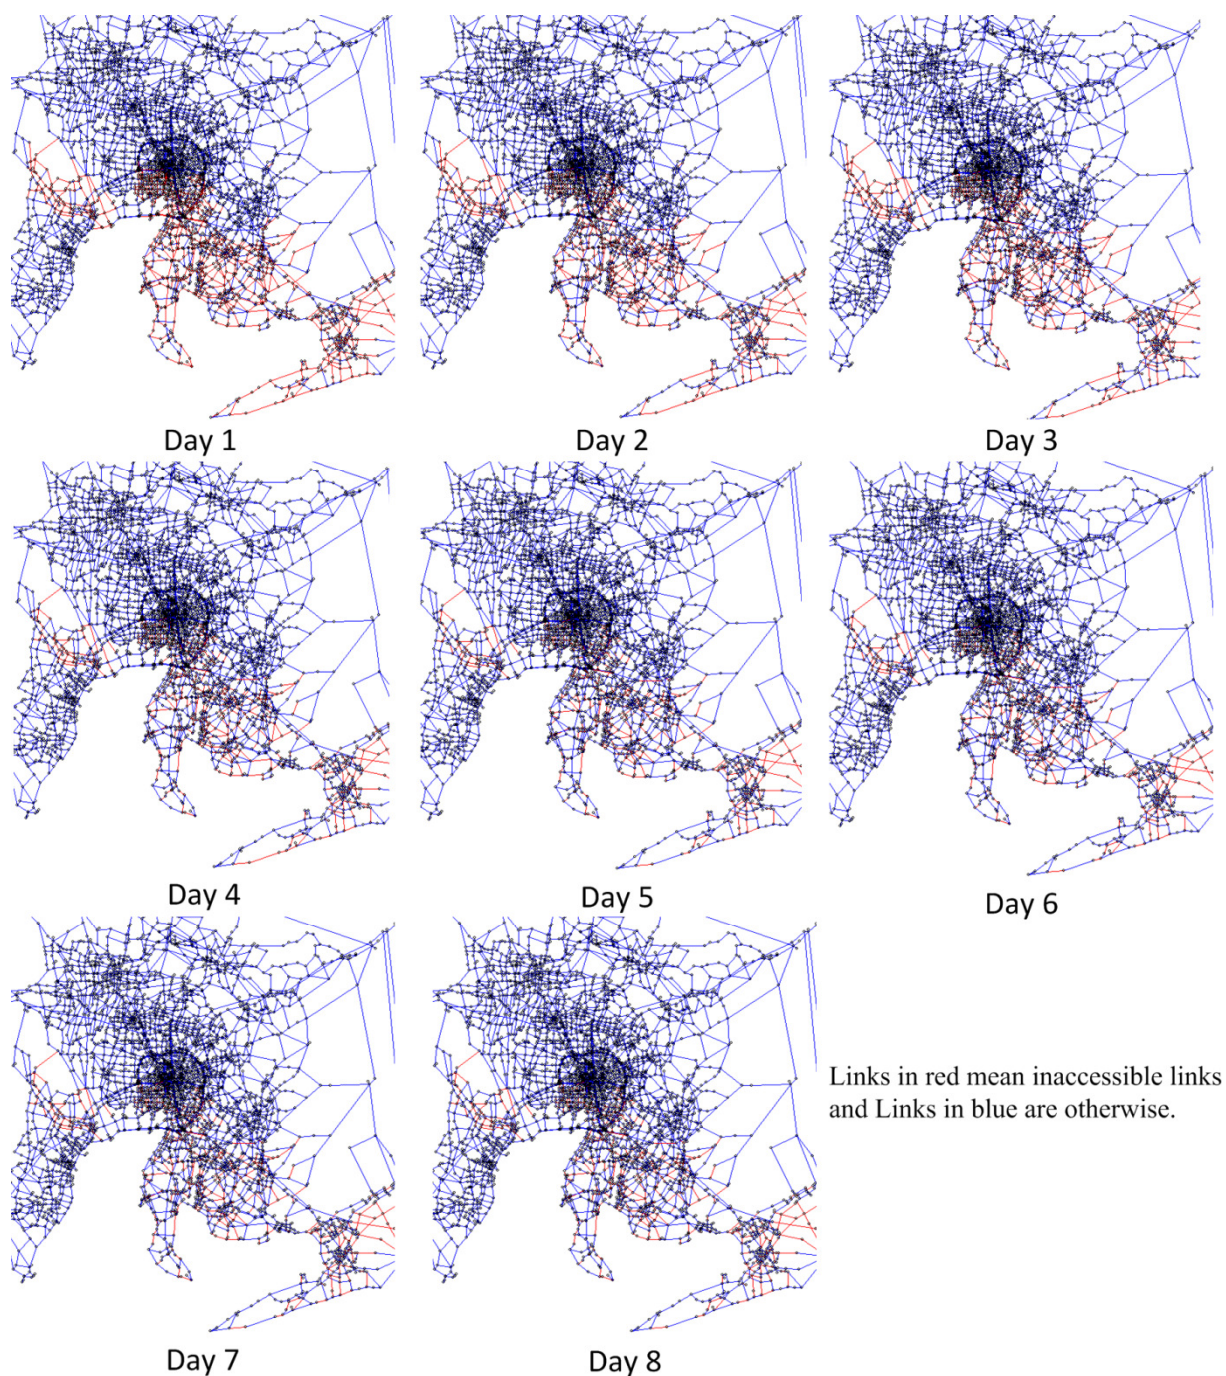 Day 1
Day 2
Day 3
Day 4
Day 5
Day 6
Links in red mean inaccessible links
and Links in blue are otherwise.
Day 7
Day 8